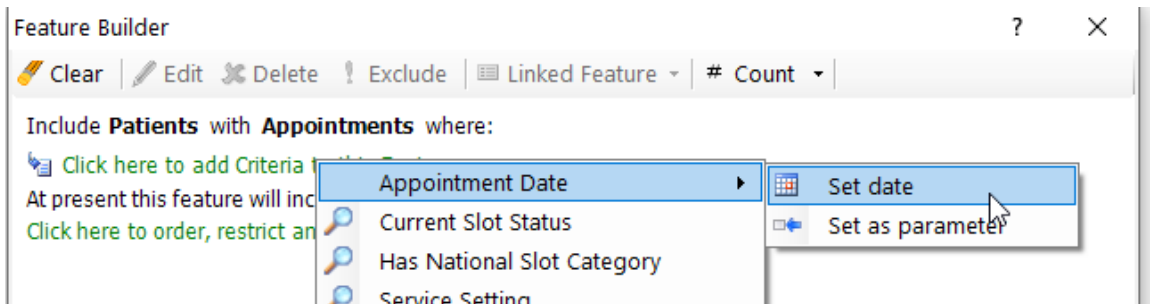 Feature Builder ? ×
Clear Edit Delete Exclude Linked Feature # Count
Include Patients with Appointments where:
Click here to add Criteria
At present this feature will
Click here to order, restrict
Appointment Date
Current Slot Status
Has National Slot Category
Service Setting
Set date
Set as parameter